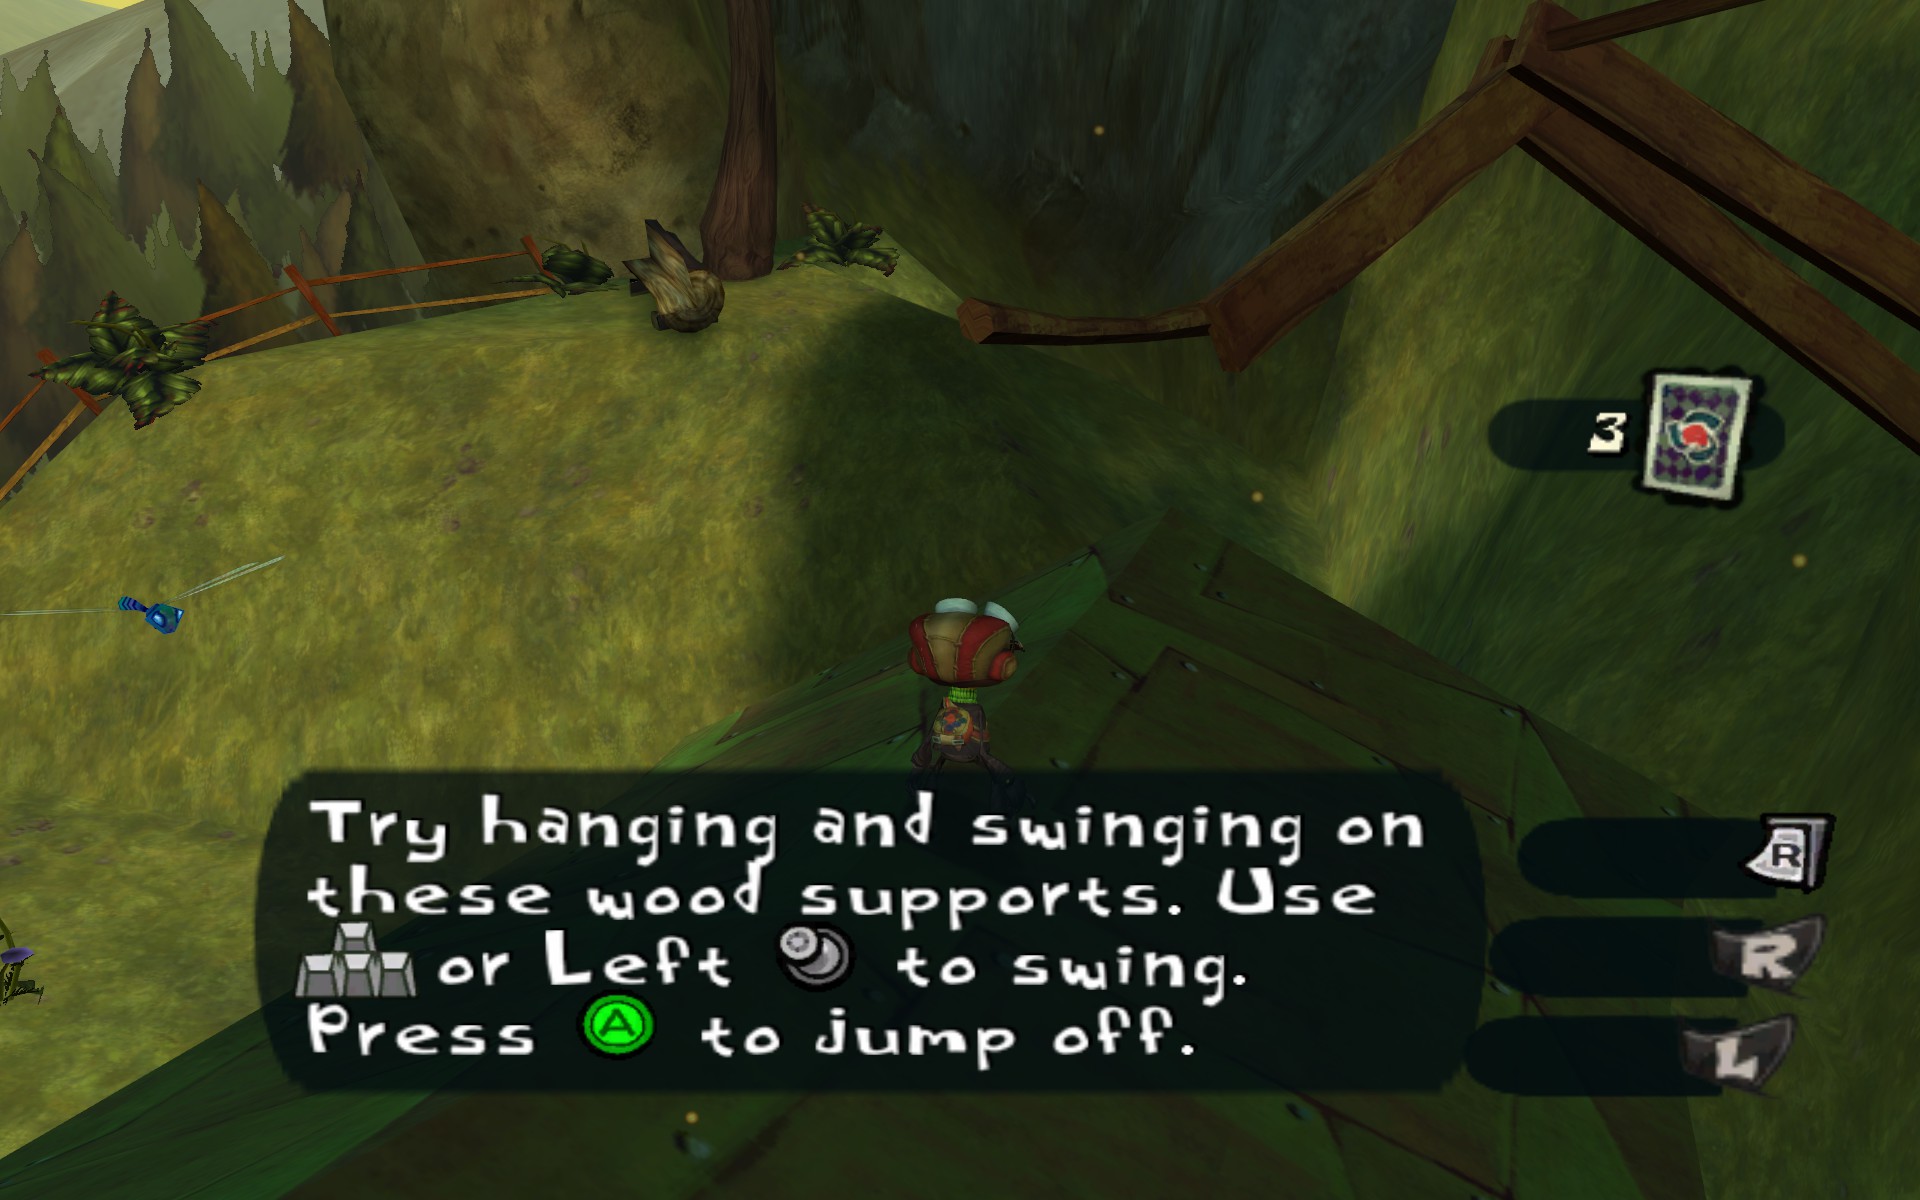 3
Try hanging and swinging on
these wood supports. Use
or Left to swing.
Press A to jump off.
R
R
L